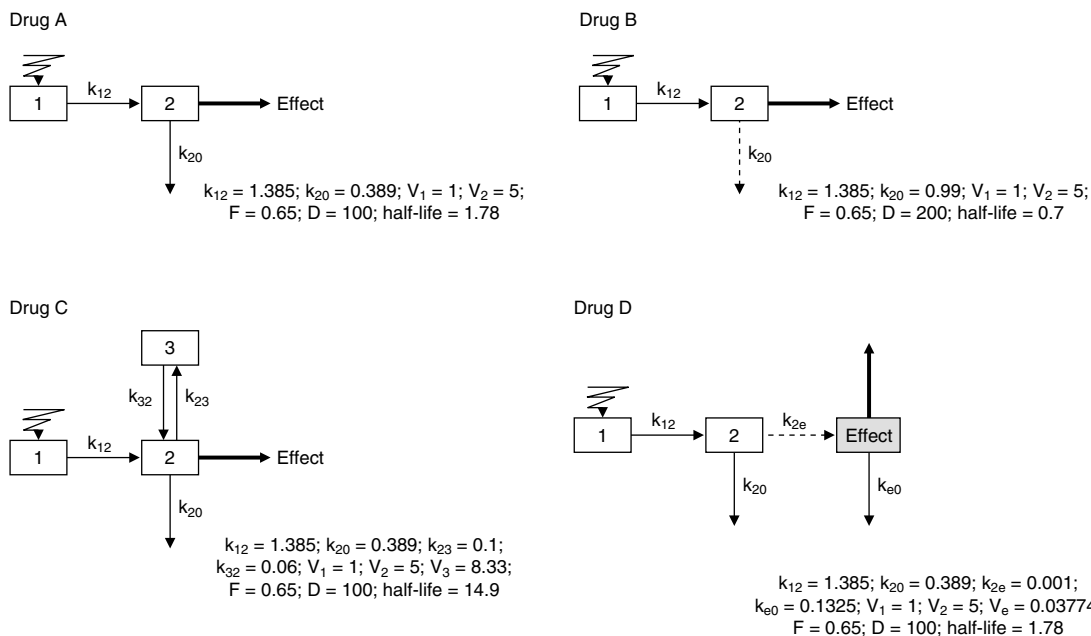 Drug A
1
k12
2
Effect
k20
k12 = 1.385; k20 = 0.389; V1 = 1; V2 = 5;
F = 0.65; D = 100; half-life = 1.78
Drug B
1
k12
2
Effect
k20
k12 = 1.385; k20 = 0.99; V1 = 1; V2 = 5;
F = 0.65; D = 200; half-life = 0.7
Drug C
3
k32
k23
1
k12
2
Effect
k20
k12 = 1.385; k20 = 0.389; k23 = 0.1;
k32 = 0.06; V1 = 1; V2 = 5; V3 = 8.33;
F = 0.65; D = 100; half-life = 14.9
Drug D
1
k12
2
k2e
Effect
k20
ke0
k12 = 1.385; k20 = 0.389; k2e = 0.001;
ke0 = 0.1325; V1 = 1; V2 = 5; Ve = 0.03774
F = 0.65; D = 100; half-life = 1.78